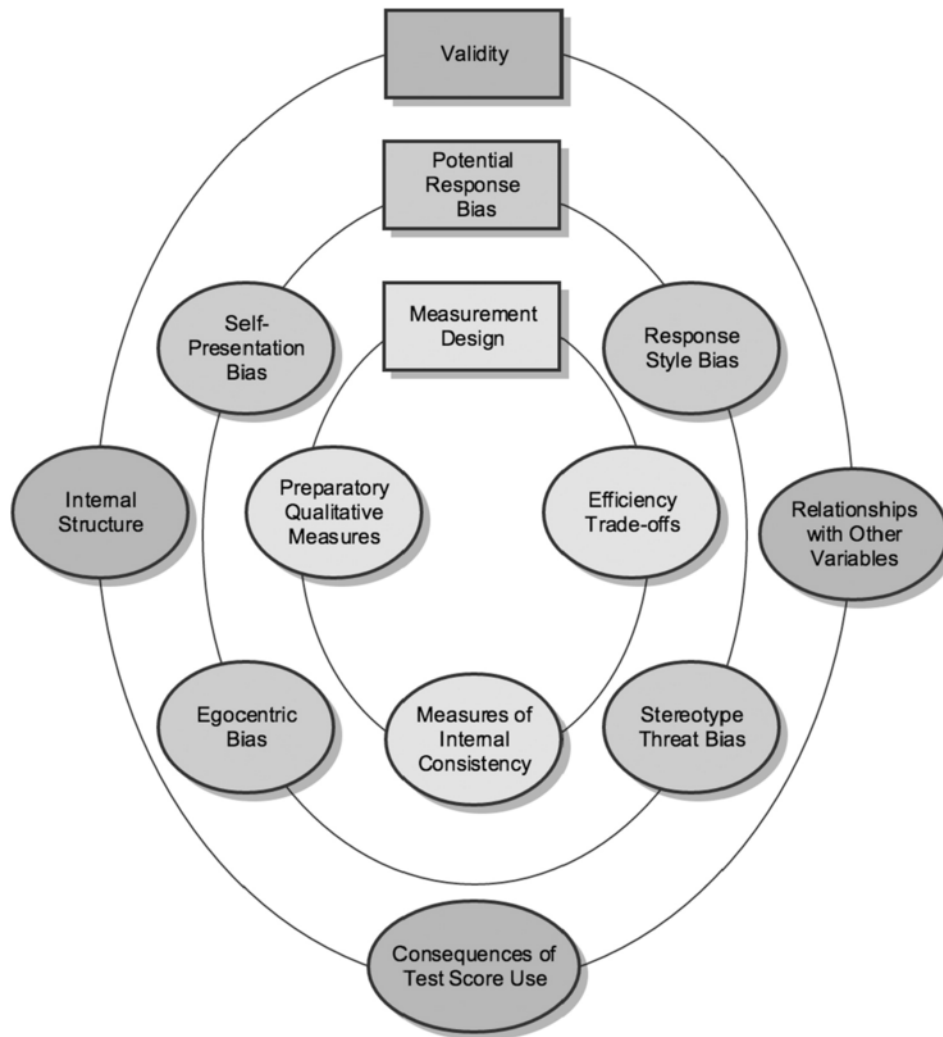 Validity
Potential
Response
Bias
Measurement
Design
Self-
Presentation
Bias
Response
Style Bias
Internal
Structure
Preparatory
Qualitative
Measures
Efficiency
Trade-offs
Relationships
with Other
Variables
Egocentric
Bias
Measures of
Internal
Consistency
Stereotype
Threat Bias
Consequences of
Test Score Use